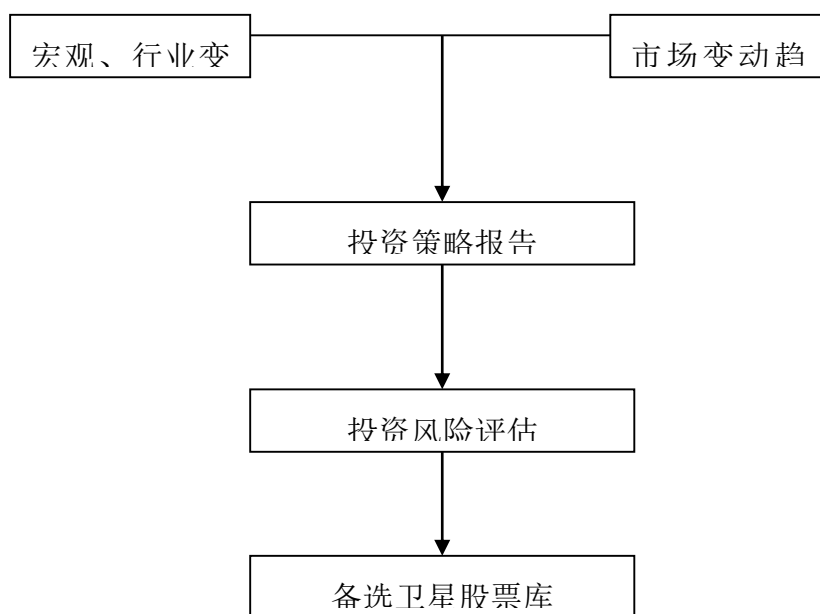 宏观、行业变
市场变动趋
投资策略报告
投资风险评估
备选卫星股票库